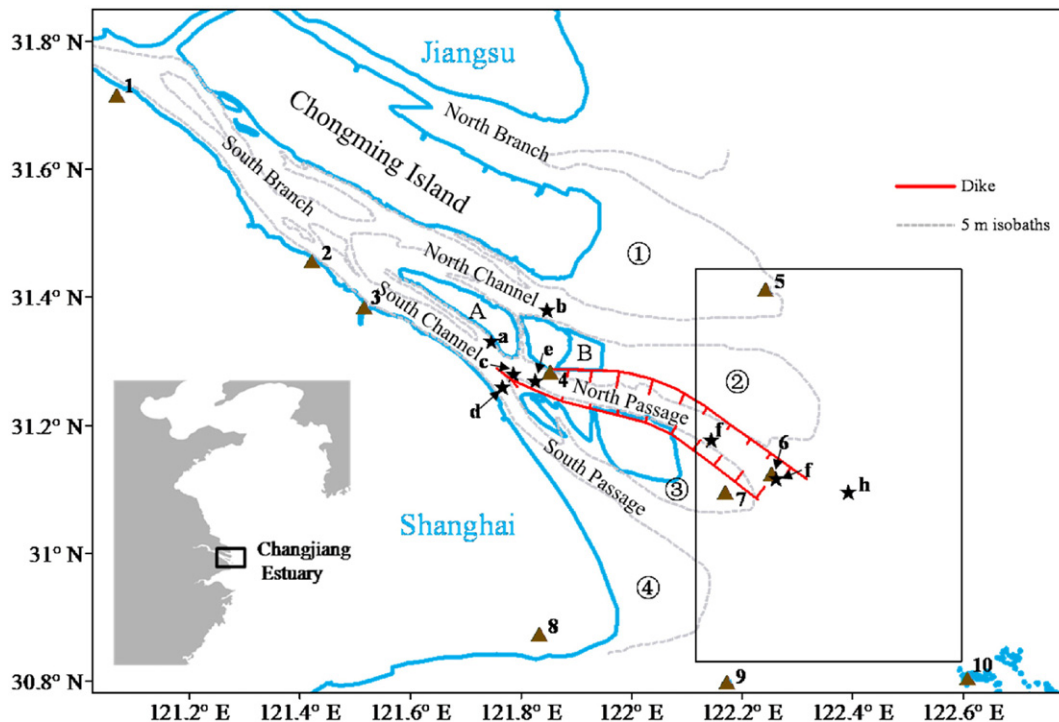 31.8° N
31.6° N
31.4° N
31.2° N
31° N
30.8° N
121.2° E
121.4° E
121.6° E
121.8° E
122° E
122.2° E
122.4° E
122.6° E
Jiangsu
Chongming Island
North Branch
South Branch
North Channel
South Channel
North Passage
South Passage
Shanghai
Dike
5 m isobaths
Changjiang
Estuary
1
2
3
4
5
6
7
8
9
10
A
B
a
b
c
d
e
f
f
h
①
②
③
④